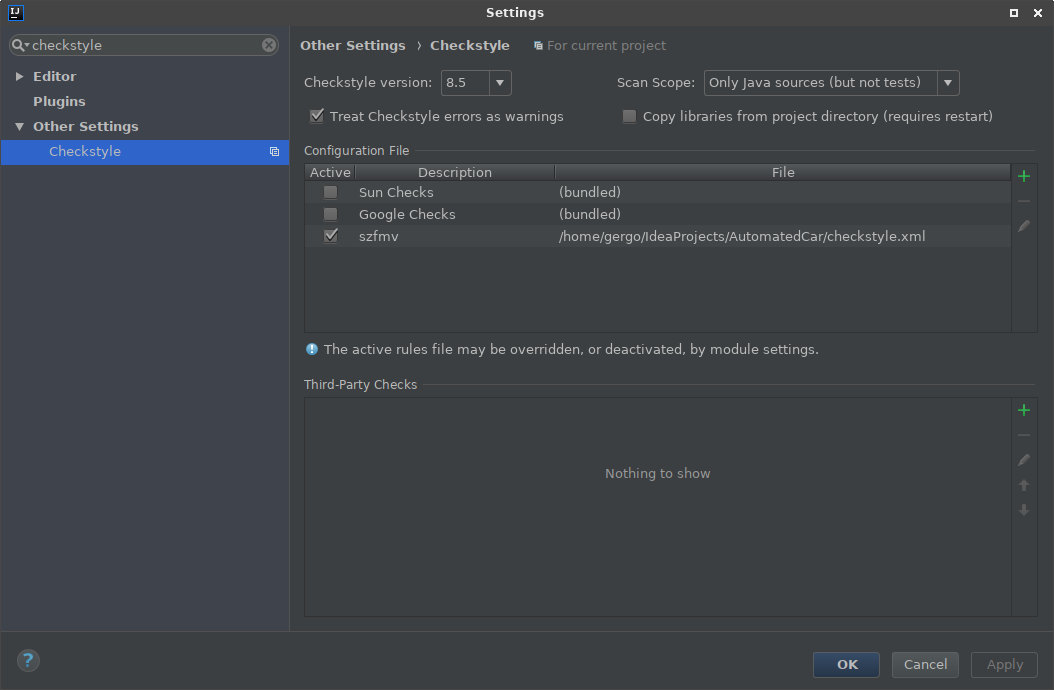 IJ
Settings
checkstyle
Editor
Plugins
Other Settings
Checkstyle
Other Settings › Checkstyle For current project
Checkstyle version: 8.5 Scan Scope: Only Java sources (but not tests)
Treat Checkstyle errors as warnings Copy libraries from project directory (requires restart)
Configuration File
Active Description File
Sun Checks (bundled)
Google Checks (bundled)
szfmv /home/gergo/IdeaProjects/AutomatedCar/checkstyle.xml
The active rules file may be overridden, or deactivated, by module settings.
Third-Party Checks
Nothing to show
? OK Cancel Apply